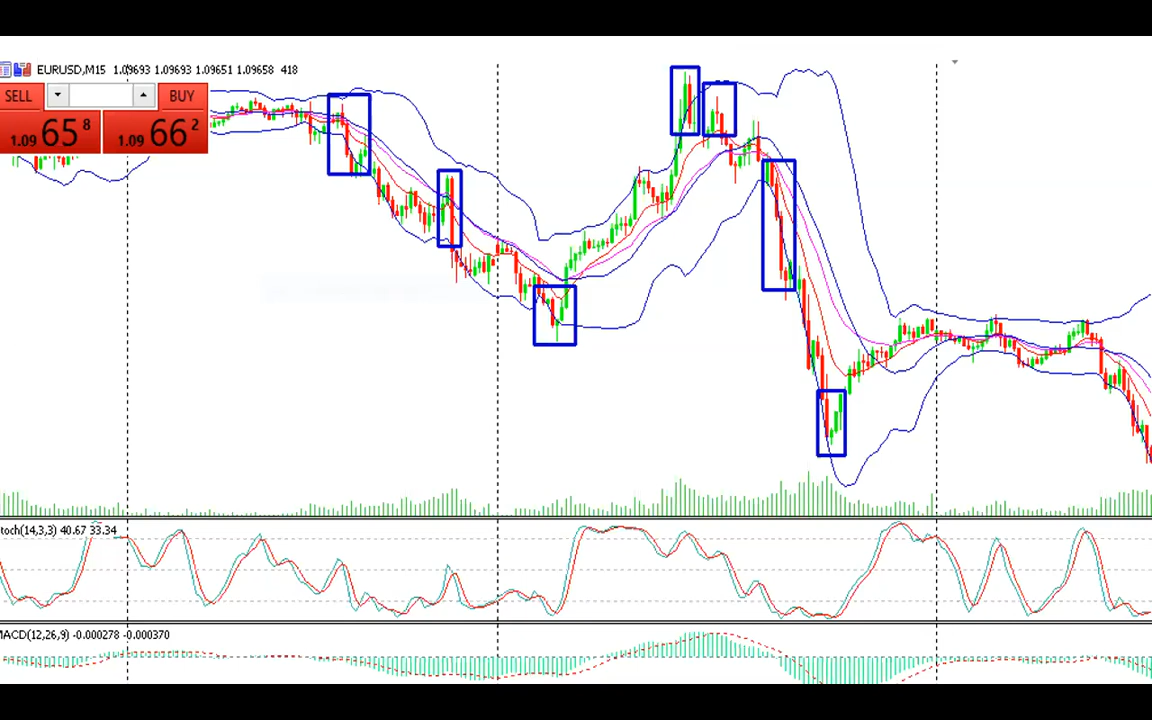 EURUSD,M15 1.09693 1.09693 1.09651 1.09658 418
SELL BUY
1.09 65 8 1.09 66 2
toch(14,3,3) 40.67 33.34
MACD(12,26,9) -0.000278 -0.000370